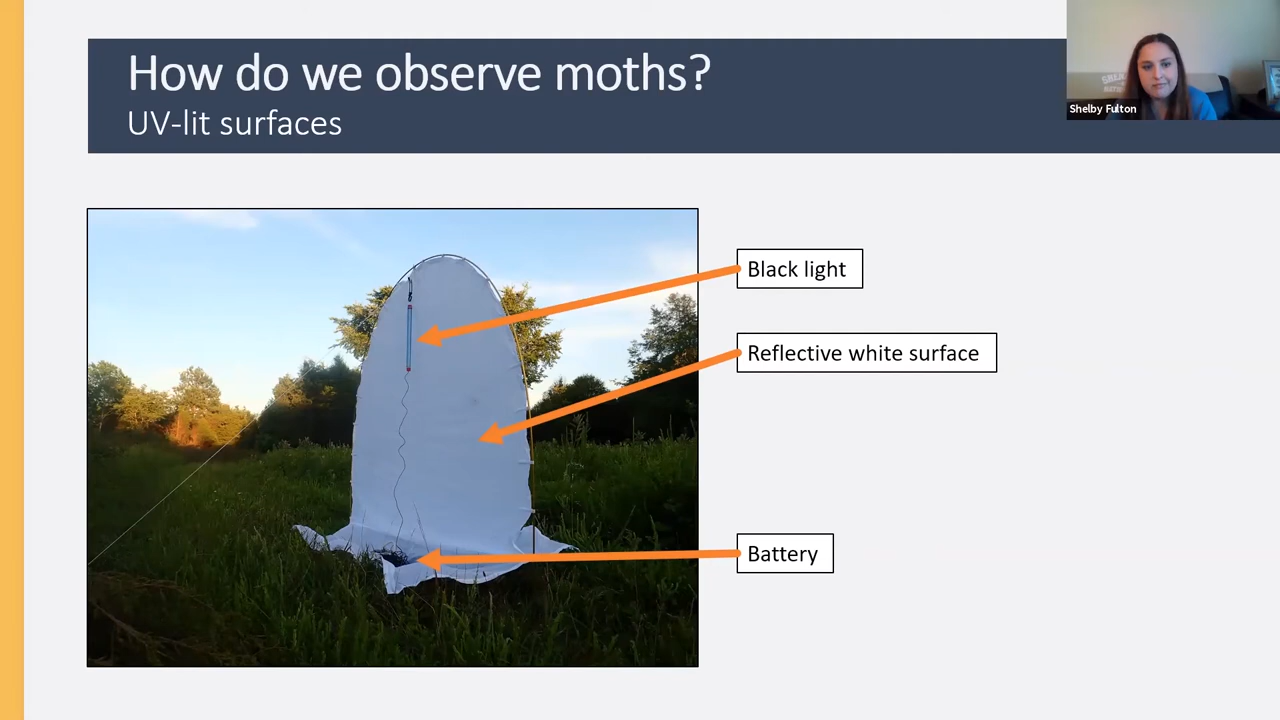 How do we observe moths?
UV-lit surfaces
Shelby Fulton
Black light
Reflective white surface
Battery